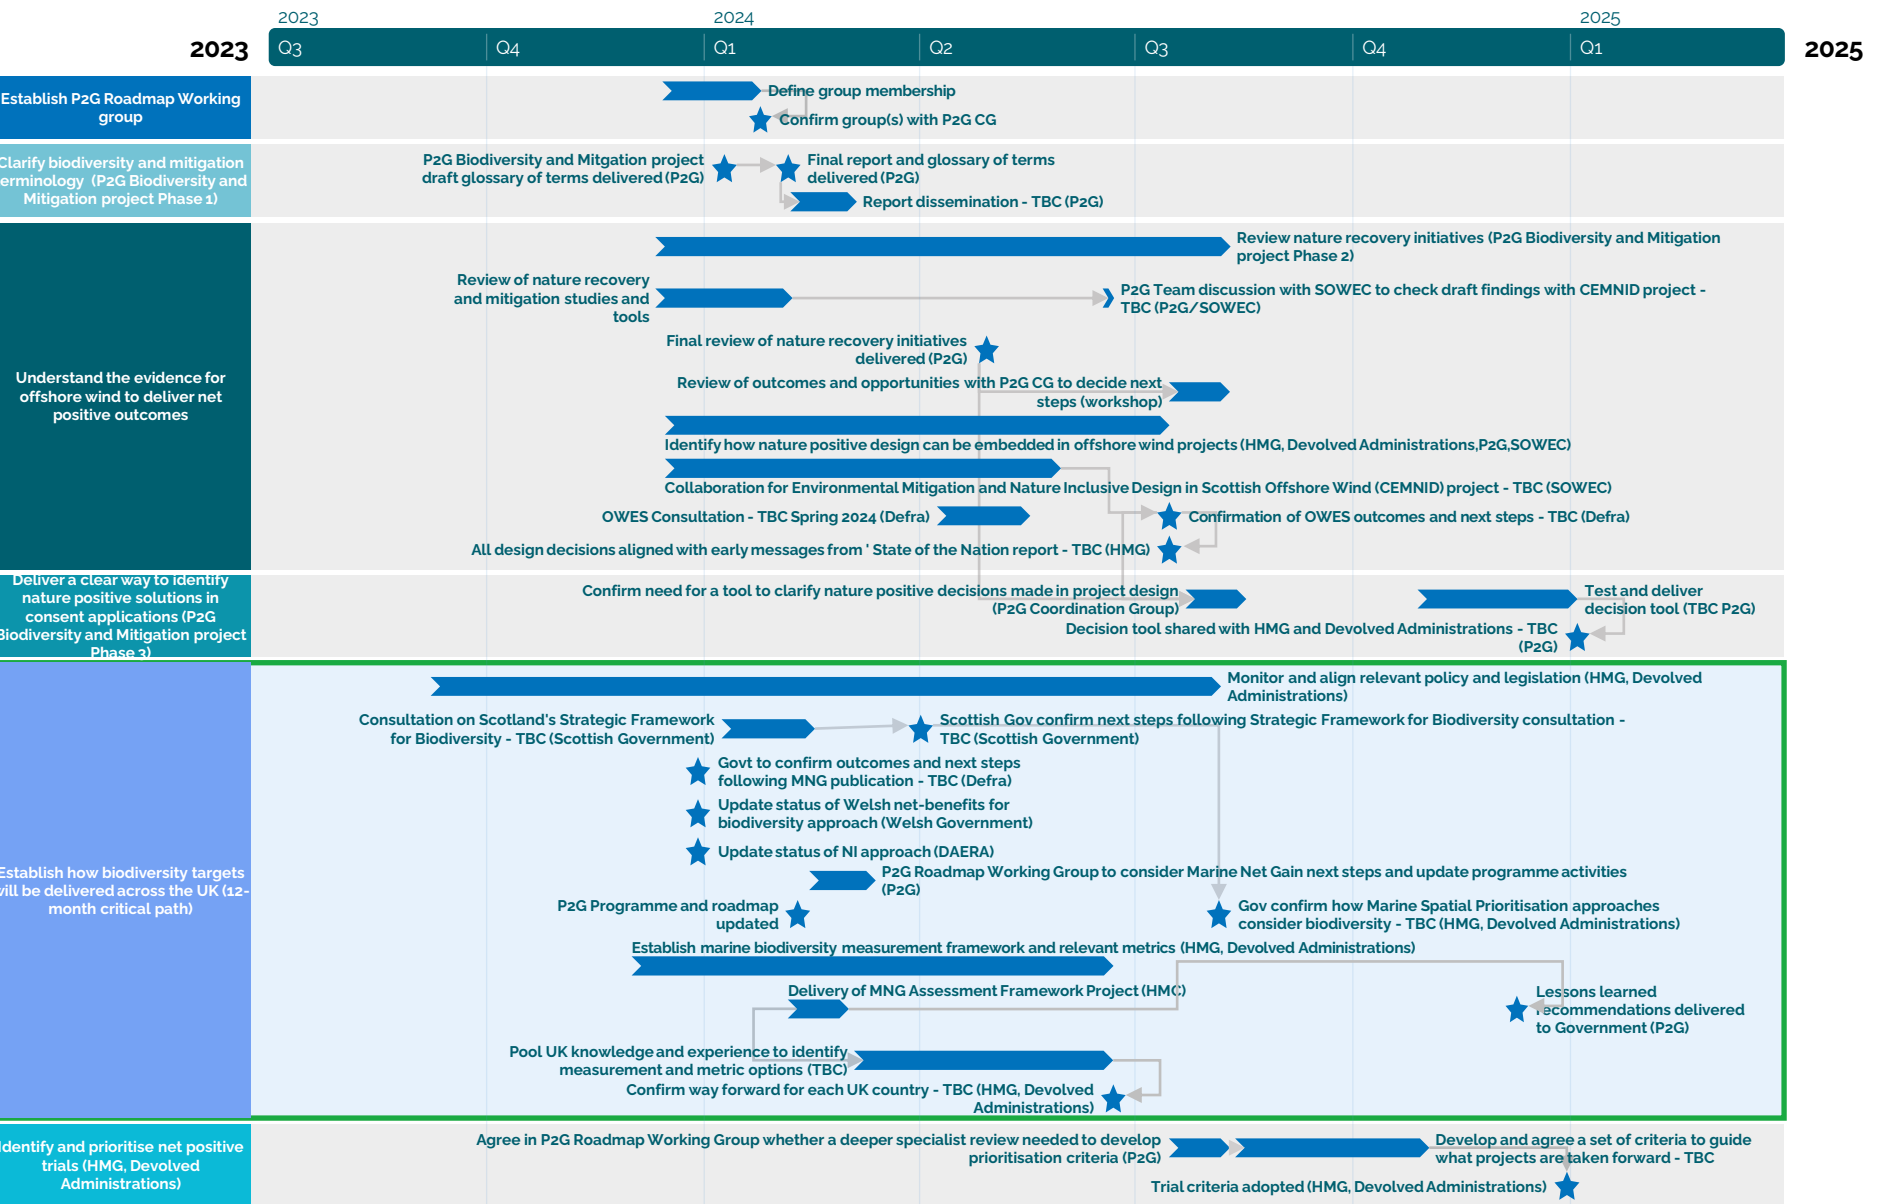 2023
2024
2025
2023
Q3
Q4
Q1
Q2
Q3
Q4
Q1
2025
Establish P2G Roadmap Working
group
Define group membership
Confirm group(s) with P2G CG
Clarify biodiversity and mitigation
erminology (P2G Biodiversity and
Mitigation project Phase 1)
P2G Biodiversity and Mitgation project
draft glossary of terms delivered (P2G)
Final report and glossary of terms
delivered (P2G)
Report dissemination - TBC (P2G)
Understand the evidence for
offshore wind to deliver net
positive outcomes
Review nature recovery initiatives (P2G Biodiversity and Mitigation
project Phase 2)
Review of nature recovery
and mitigation studies and
tools
P2G Team discussion with SOWEC to check draft findings with CEMNID project -
TBC (P2G/SOWEC)
Final review of nature recovery initiatives
delivered (P2G)
Review of outcomes and opportunities with P2G CG to decide next
steps (workshop)
Identify how nature positive design can be embedded in offshore wind projects (HMG, Devolved Administrations,P2G,SOWEC)
Collaboration for Environmental Mitigation and Nature Inclusive Design in Scottish Offshore Wind (CEMNID) project - TBC (SOWEC)
OWES Consultation - TBC Spring 2024 (Defra)
Confirmation of OWES outcomes and next steps - TBC (Defra)
All design decisions aligned with early messages from ' State of the Nation report - TBC (HMG)
Deliver a clear way to identify
nature positive solutions in
consent applications (P2G
Biodiversity and Mitigation project
Phase 3)
Confirm need for a tool to clarify nature positive decisions made in project design
(P2G Coordination Group)
Test and deliver
decision tool (TBC P2G)
Decision tool shared with HMG and Devolved Administrations - TBC
(P2G)
Establish how biodiversity targets
will be delivered across the UK (12-
month critical path)
Monitor and align relevant policy and legislation (HMG, Devolved
Administrations)
Consultation on Scotland's Strategic Framework
for Biodiversity - TBC (Scottish Government)
Scottish Gov confirm next steps following Strategic Framework for Biodiversity consultation -
TBC (Scottish Government)
Govt to confirm outcomes and next steps
following MNG publication - TBC (Defra)
Update status of Welsh net-benefits for
biodiversity approach (Welsh Government)
Update status of NI approach (DAERA)
P2G Roadmap Working Group to consider Marine Net Gain next steps and update programme activities
(P2G)
P2G Programme and roadmap
updated
Gov confirm how Marine Spatial Prioritisation approaches
consider biodiversity - TBC (HMG, Devolved Administrations)
Establish marine biodiversity measurement framework and relevant metrics (HMG, Devolved Administrations)
Delivery of MNG Assessment Framework Project (HMG)
Lessons learned
recommendations delivered
to Government (P2G)
Pool UK knowledge and experience to identify
measurement and metric options (TBC)
Confirm way forward for each UK country - TBC (HMG, Devolved
Administrations)
Identify and prioritise net positive
trials (HMG, Devolved
Administrations)
Agree in P2G Roadmap Working Group whether a deeper specialist review needed to develop
prioritisation criteria (P2G)
Develop and agree a set of criteria to guide
what projects are taken forward - TBC
Trial criteria adopted (HMG, Devolved Administrations)